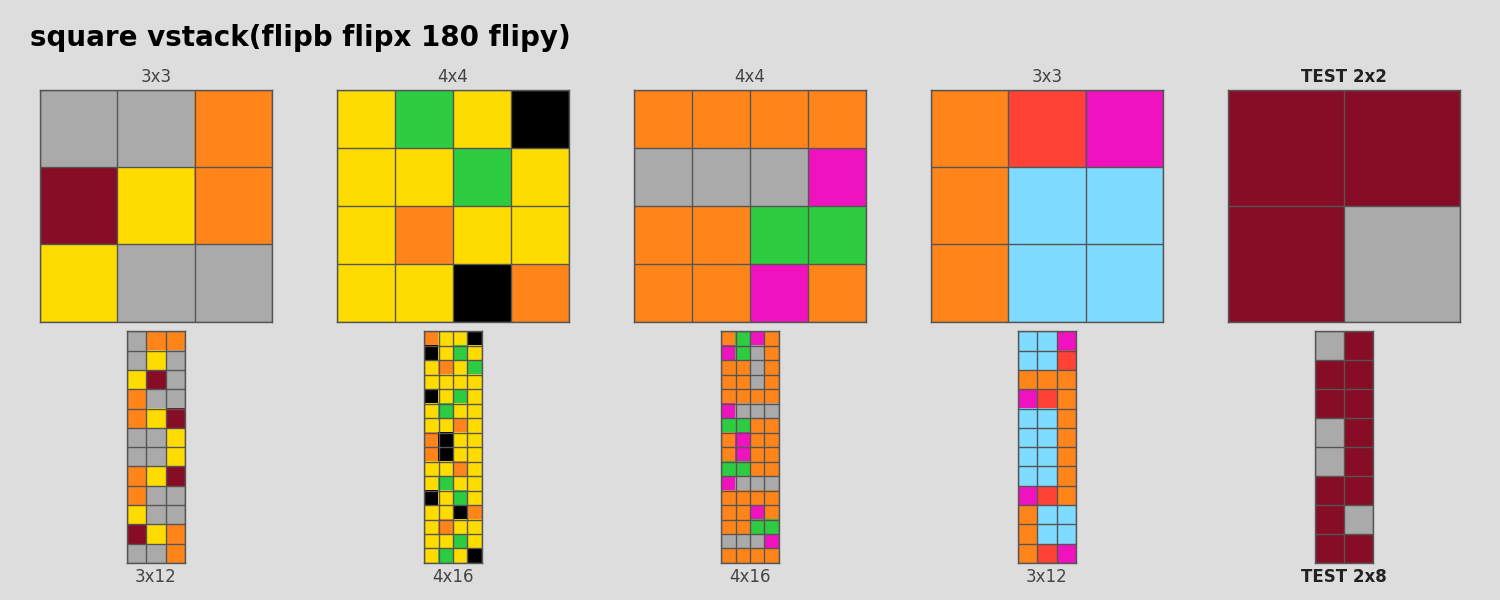 square vstack(flipb flipx 180 flipy)
3x3
4x4
4x4
3x3
TEST 2x2
3x12
4x16
4x16
3x12
TEST 2x8